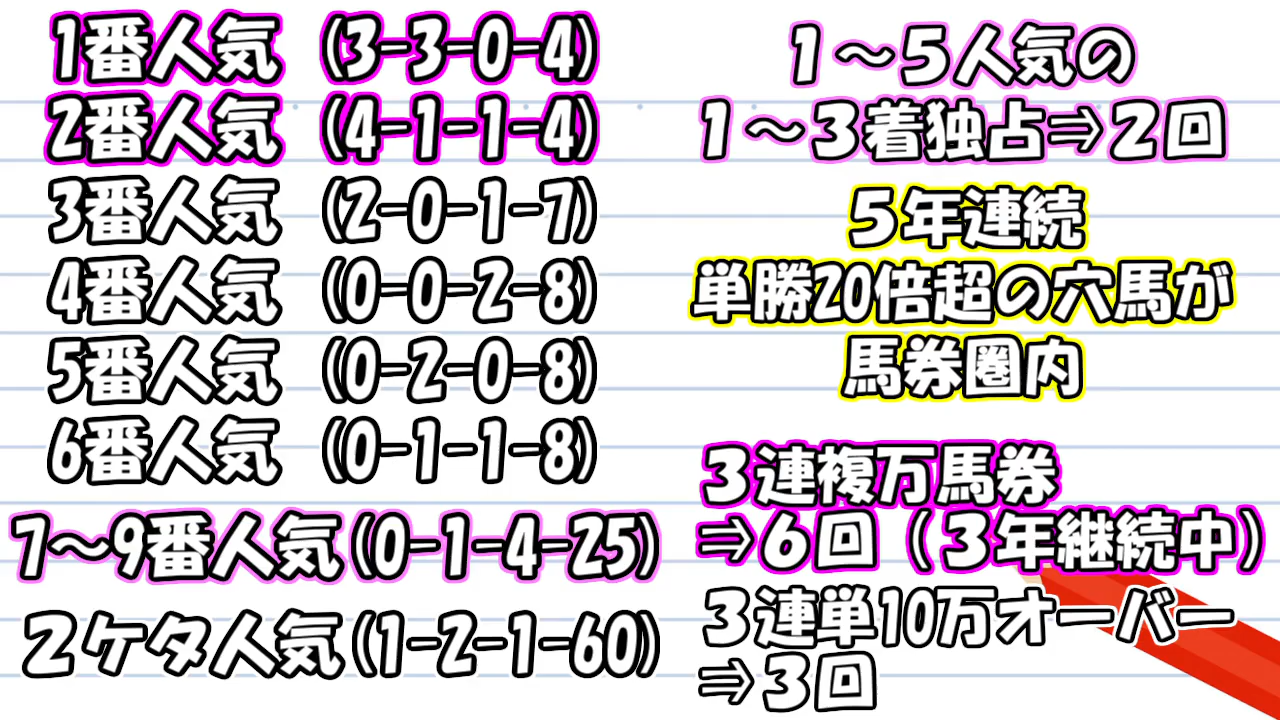 1番人気 (3-3-0-4)
2番人気 (4-1-1-4)
3番人気 (2-0-1-7)
4番人気 (0-0-2-8)
5番人気 (0-2-0-8)
6番人気 (0-1-1-8)
7～9番人気(0-1-4-25)
２ケタ人気(1-2-1-60)
１～５人気の
１～３着独占⇒２回
５年連続
単勝20倍超の穴馬が
馬券圏内
３連複万馬券
⇒６回（３年継続中）
３連単10万オーバー
⇒３回